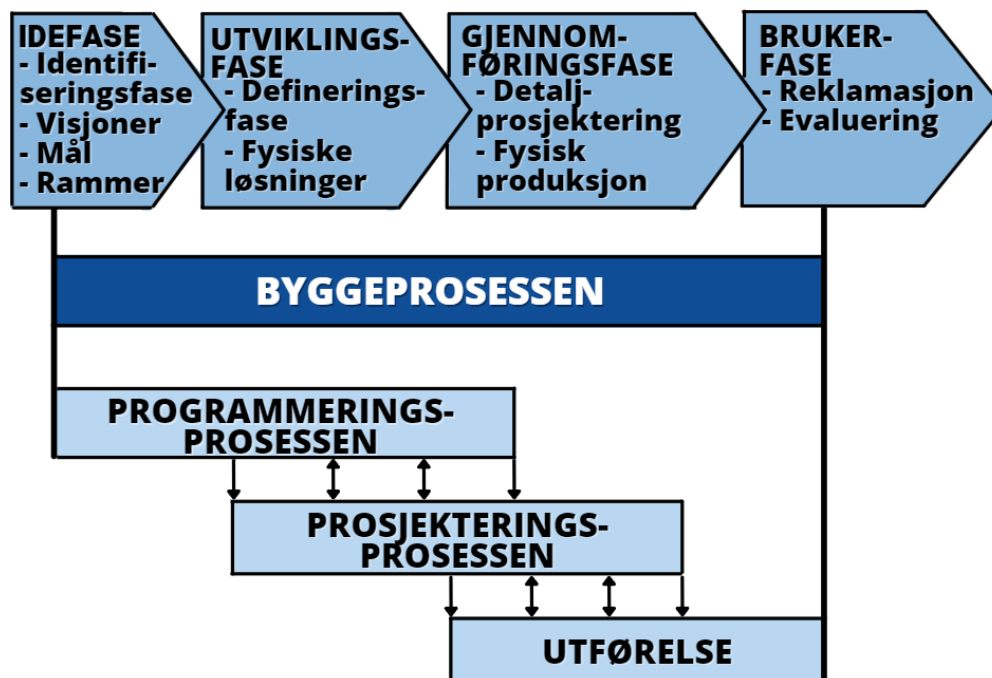 IDEFASE
- Identifi-
seringsfase
- Visjoner
- Mål
- Rammer
UTVIKLINGS-
FASE
- Definerings-
fase
- Fysiske
løsninger
GJENNOM-
FØRINGSFASE
- Detalj-
prosjektering
- Fysisk
produksjon
BRUKER-
FASE
- Reklamasjon
- Evaluering
BYGGEPROSESSEN
PROGRAMMERINGS-
PROSESSEN
PROSJEKTERINGS-
PROSESSEN
UTFØRELSE